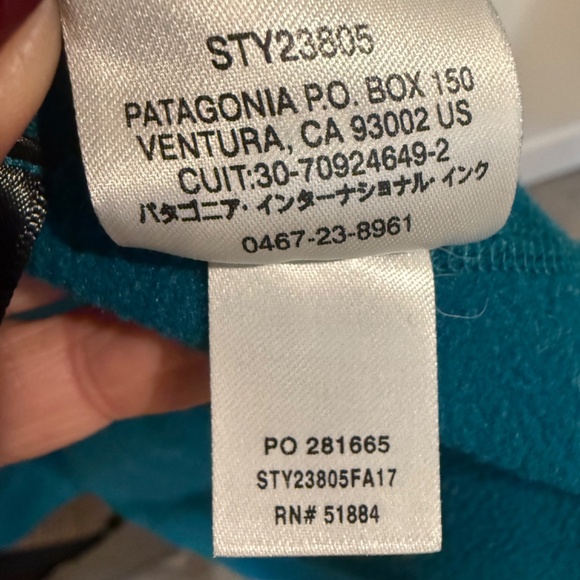 STY23805
PATAGONIA P.O. BOX 150
VENTURA, CA 93002 US
CUIT:30-70924649-2
パタゴニア・インターナショナル・インク
0467-23-8961
PO 281665
STY23805FA17
RN# 51884